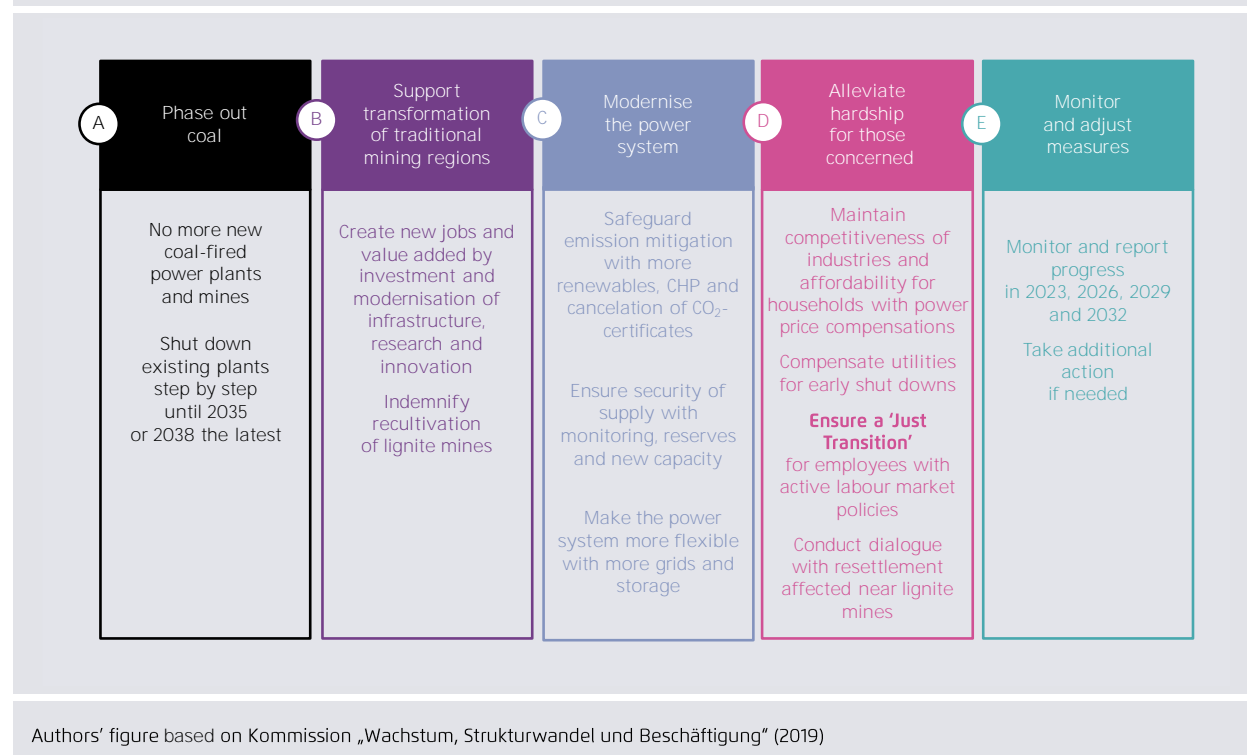 A
Phase out
coal
No more new
coal-fired
power plants
and mines
Shut down
existing plants
step by step
until 2035
or 2038 the latest
B
Support
transformation
of traditional
mining regions
Create new jobs and
value added by
investment and
modernisation of
infrastructure,
research and
innovation
Indemnify
recultivation
of lignite mines
C
Modernise
the power
system
Safeguard
emission mitigation
with more
renewables, CHP and
cancelation of CO₂-
certificates
Ensure security of
supply with
monitoring, reserves
and new capacity
Make the power
system more flexible
with more grids and
storage
D
Alleviate
hardship
for those
concerned
Maintain
competitiveness of
industries and
affordability for
households with power
price compensations
Compensate utilities
for early shut downs
Ensure a ‘Just
Transition’
for employees with
active labour market
policies
Conduct dialogue
with resettlement
affected near lignite
mines
E
Monitor
and adjust
measures
Monitor and report
progress
in 2023, 2026, 2029
and 2032
Take additional
action
if needed
Authors’ figure based on Kommission „Wachstum, Strukturwandel und Beschäftigung“ (2019)